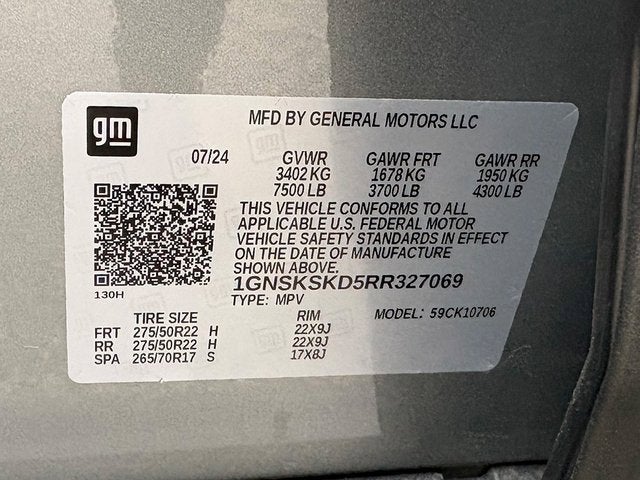 gm
MFD BY GENERAL MOTORS LLC
07/24 GVWR GAWR FRT GAWR RR
3402 KG 1678 KG 1950 KG
7500 LB 3700 LB 4300 LB
THIS VEHICLE CONFORMS TO ALL
APPLICABLE U.S. FEDERAL MOTOR
VEHICLE SAFETY STANDARDS IN EFFECT
ON THE DATE OF MANUFACTURE
SHOWN ABOVE.
1GNSKSKD5RR327069
130H
TYPE: MPV MODEL: 59CK10706
TIRE SIZE RIM
FRT 275/50R22 H 22X9J
RR 275/50R22 H 22X9J
SPA 265/70R17 S 17X8J